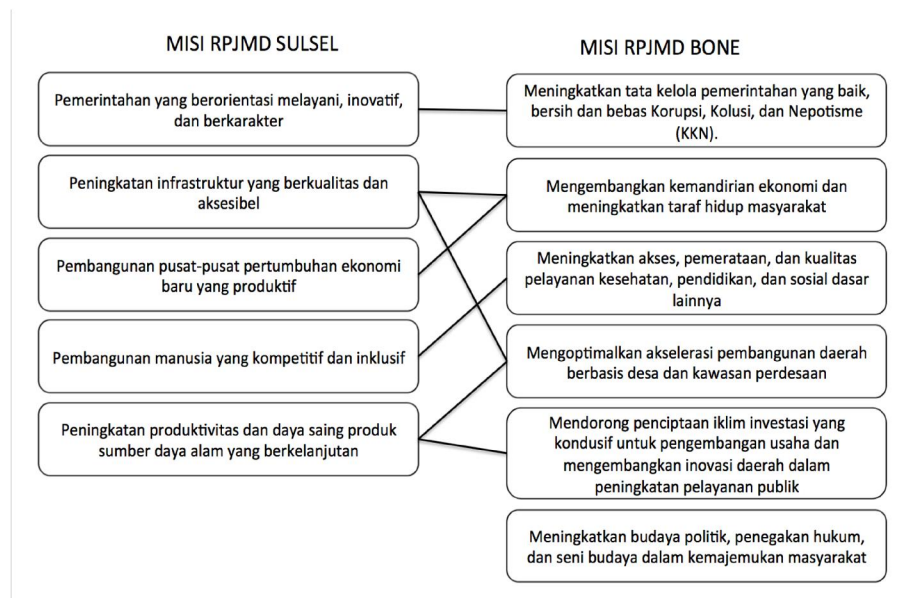 MISI RPJMD SULSEL
Pemerintahan yang berorientasi melayani, inovatif,
dan berkarakter
Peningkatan infrastruktur yang berkualitas dan
aksesibel
Pembangunan pusat-pusat pertumbuhan ekonomi
baru yang produktif
Pembangunan manusia yang kompetitif dan inklusif
Peningkatan produktivitas dan daya saing produk
sumber daya alam yang berkelanjutan
MISI RPJMD BONE
Meningkatkan tata kelola pemerintahan yang baik,
bersih dan bebas Korupsi, Kolusi, dan Nepotisme
(KKN).
Mengembangkan kemandirian ekonomi dan
meningkatkan taraf hidup masyarakat
Meningkatkan akses, pemerataan, dan kualitas
pelayanan kesehatan, pendidikan, dan sosial dasar
lainnya
Mengoptimalkan akselerasi pembangunan daerah
berbasis desa dan kawasan perdesaan
Mendorong penciptaan iklim investasi yang
kondusif untuk pengembangan usaha dan
mengembangkan inovasi daerah dalam
peningkatan pelayanan publik
Meningkatkan budaya politik, penegakan hukum,
dan seni budaya dalam kemajemukan masyarakat